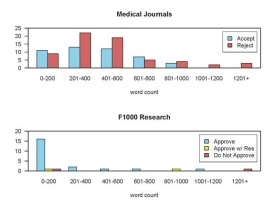 Medical Journals
25
20
15
10
5
0
Accept
Reject
0-200 201-400 401-600 601-800 801-1000 1001-1200 1201+
word count
F1000 Research
20
15
10
5
0
Approve
Approve w/ Res
Do Not Approve
0-200 201-400 401-600 601-800 801-1000 1001-1200 1201+
word count